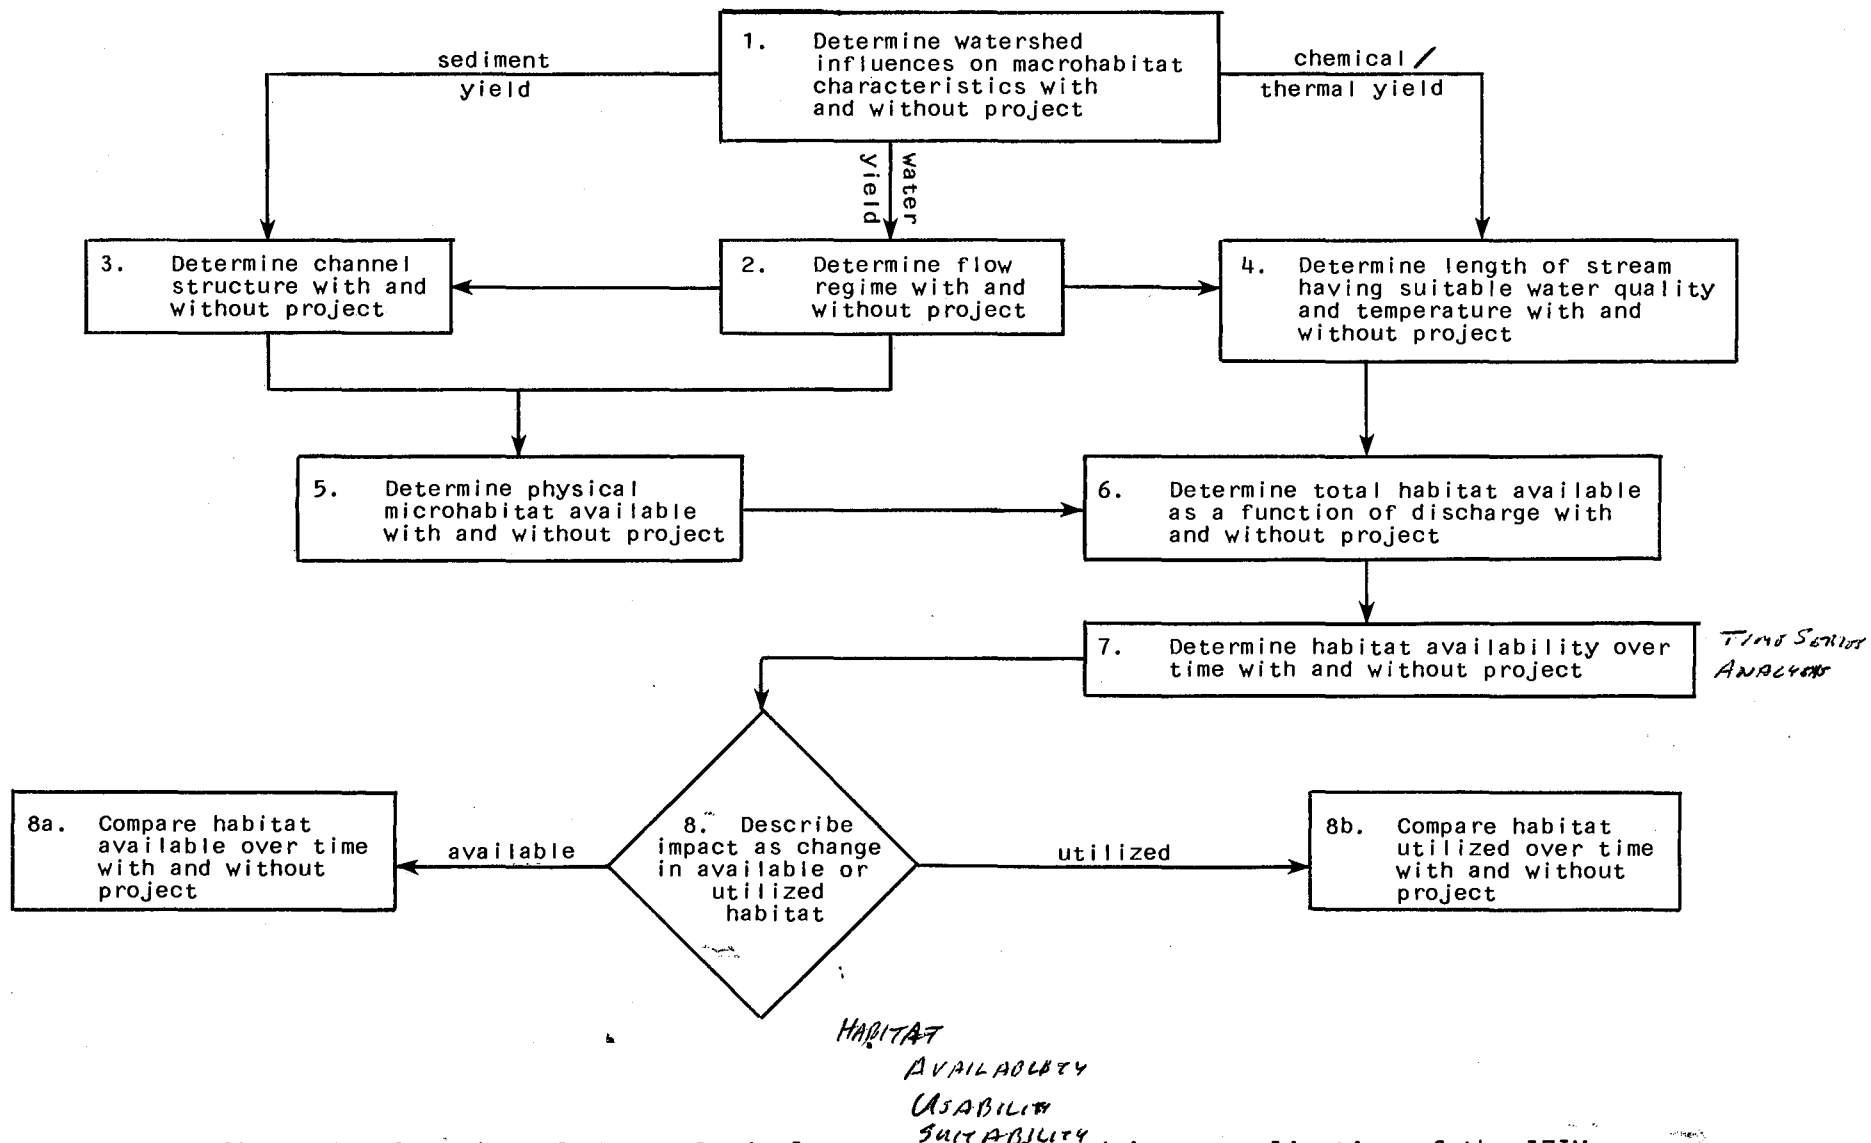 1. Determine watershed
influences on macrohabitat
characteristics with
and without project
sediment
yield
chemical/
thermal yield
water
yield
3. Determine channel
structure with and
without project
2. Determine flow
regime with and
without project
4. Determine length of stream
having suitable water quality
and temperature with and
without project
5. Determine physical
microhabitat available
with and without project
6. Determine total habitat available
as a function of discharge with
and without project
7. Determine habitat availability over
time with and without project
TIME SERIES
ANALYSIS
8. Describe
impact as change
in available or
utilized
habitat
available
utilized
8a. Compare habitat
available over time
with and without
project
8b. Compare habitat
utilized over time
with and without
project
HABITAT
AVAILABILITY
USABILITY
SUITABILITY